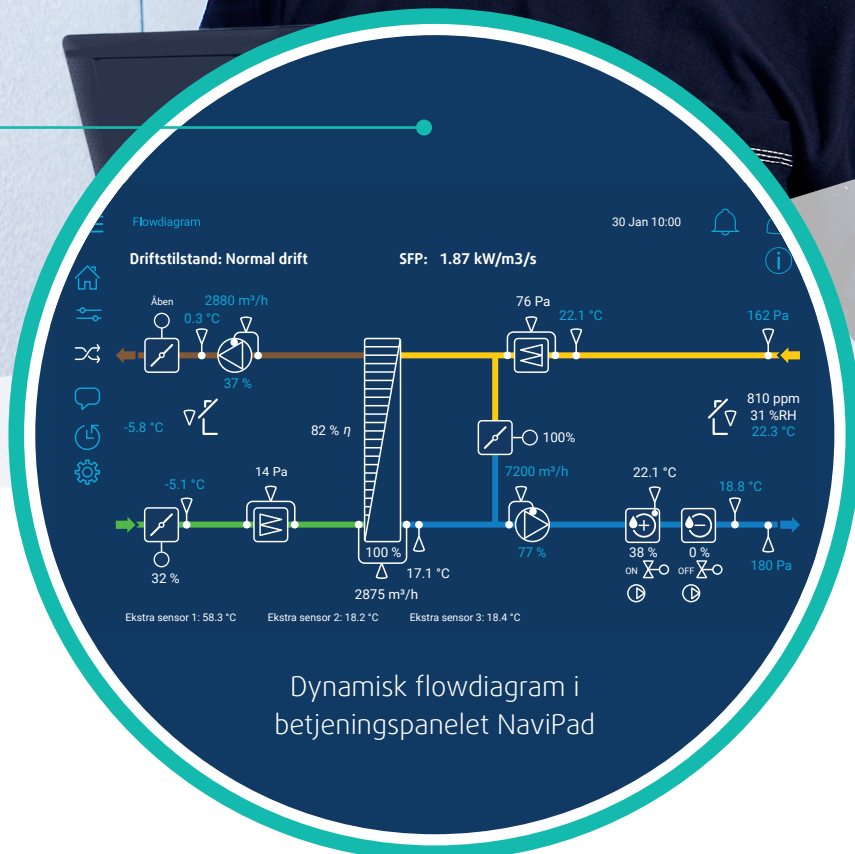 Flowdiagram
30 Jan 10:00
Driftstilstand: Normal drift
SFP: 1.87 kW/m3/s
Åben
2880 m³/h
0.3 °C
37 %
76 Pa
22.1 °C
162 Pa
-5.8 °C
82 % η
100%
810 ppm
31 %RH
22.3 °C
-5.1 °C
14 Pa
7200 m³/h
22.1 °C
18.8 °C
32 %
100 %
17.1 °C
77 %
38 %
0 %
180 Pa
ON
OFF
2875 m³/h
Ekstra sensor 1: 58.3 °C
Ekstra sensor 2: 18.2 °C
Ekstra sensor 3: 18.4 °C
Dynamisk flowdiagram i
betjeningspanelet NaviPad